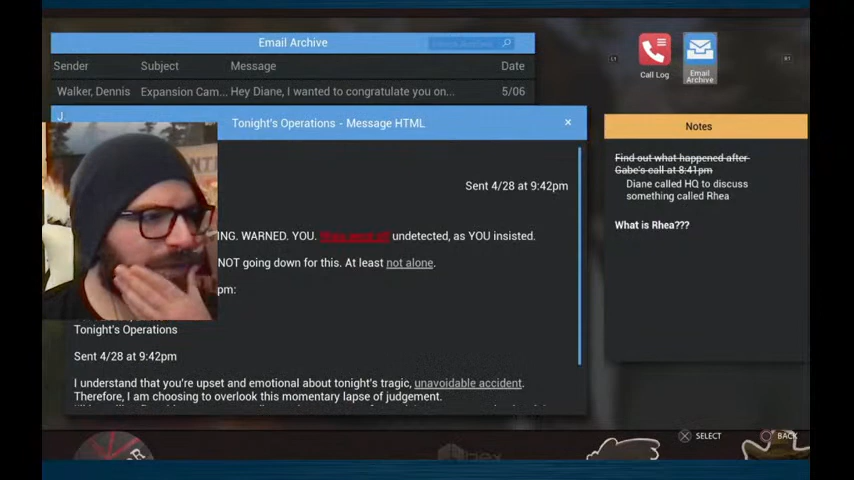 Email Archive
Sender Subject Message Date
Call Log
Email Archive
Walker, Dennis Expansion Cam... Hey Diane, I wanted to congratulate you on... 5/06
J.
Tonight's Operations - Message HTML ×
Notes
Find out what happened after
Gabe's call at 8:41pm
Diane called HQ to discuss
something called Rhea
What is Rhea???
Sent 4/28 at 9:42pm
NG. WARNED. YOU. undetected, as YOU insisted.
NOT going down for this. At least not alone.
pm:
Tonight's Operations
Sent 4/28 at 9:42pm
I understand that you're upset and emotional about tonight's tragic, unavoidable accident.
Therefore, I am choosing to overlook this momentary lapse of judgement.
SELECT BACK